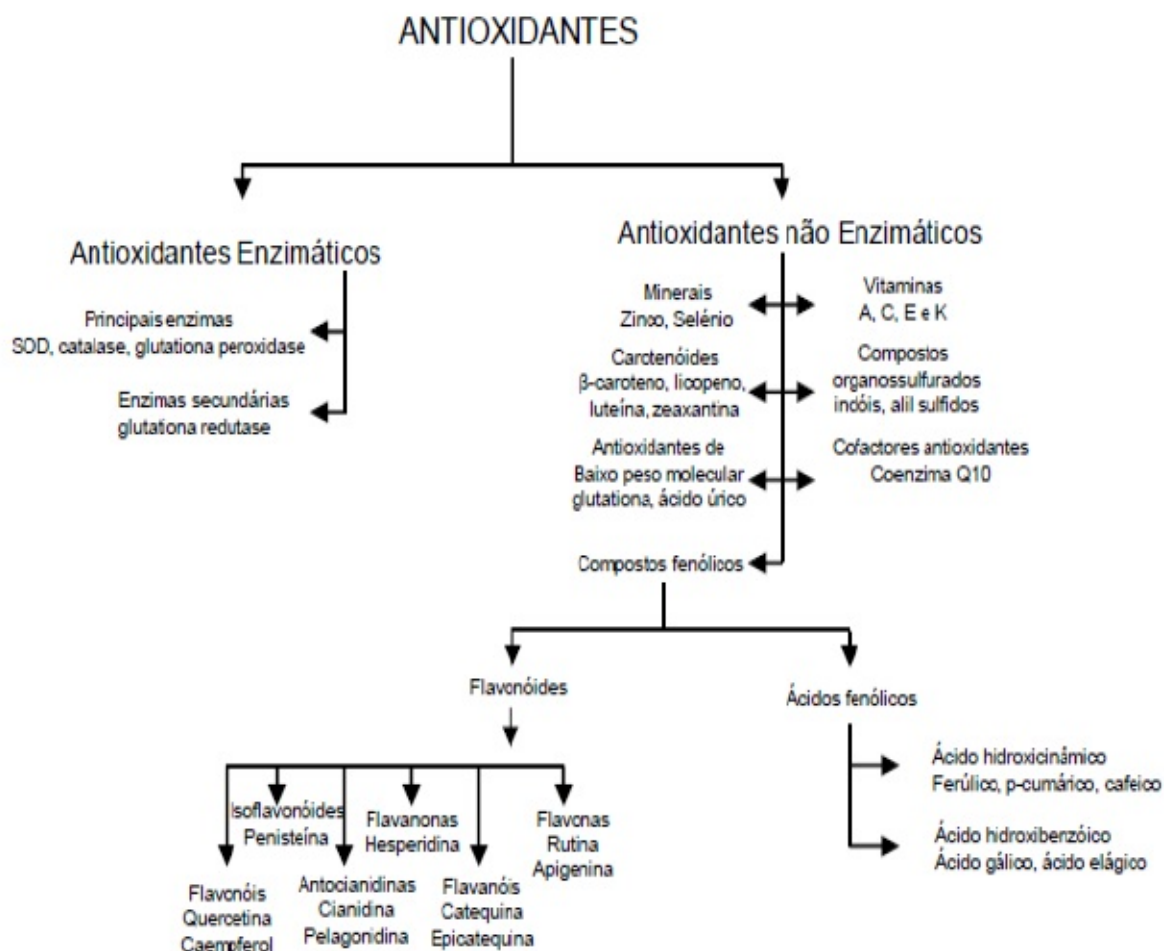 ANTIOXIDANTES
Antioxidantes Enzimáticos
Principais enzimas
SOD, catalase, glutationa peroxidase
Enzimas secundárias
glutationa redutase
Antioxidantes não Enzimáticos
Minerais
Zinco, Selénio
Vitaminas
A, C, E e K
Carotenóides
β-caroteno, licopeno,
luteína, zeaxantina
Compostos
organossulfurados
indóis, alil sulfidos
Antioxidantes de
Baixo peso molecular
glutationa, ácido úrico
Cofactores antioxidantes
Coenzima Q10
Compostos fenólicos
Flavonóides
Isoflavonóides
Penisteína
Flavanonas
Hesperidina
Flavonas
Rutina
Apigenina
Flavonóis
Quercetina
Caempferol
Antocianidinas
Cianidina
Pelagoridina
Flavanóis
Catequina
Epicatequina
Ácidos fenólicos
Ácido hidroxicinâmico
Ferúlico, p-cumárico, cafeico
Ácido hidroxibenzóico
Ácido gálico, ácido elágico